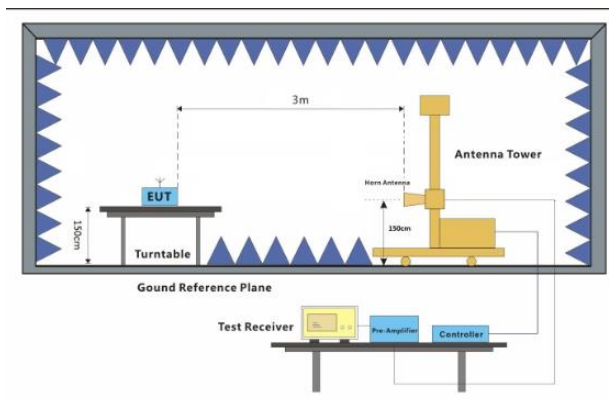 3m
Antenna Tower
Horn Antenna
EUT
150cm
150cm
Turntable
Gound Reference Plane
Test Receiver
Pre-Amplifier
Controller